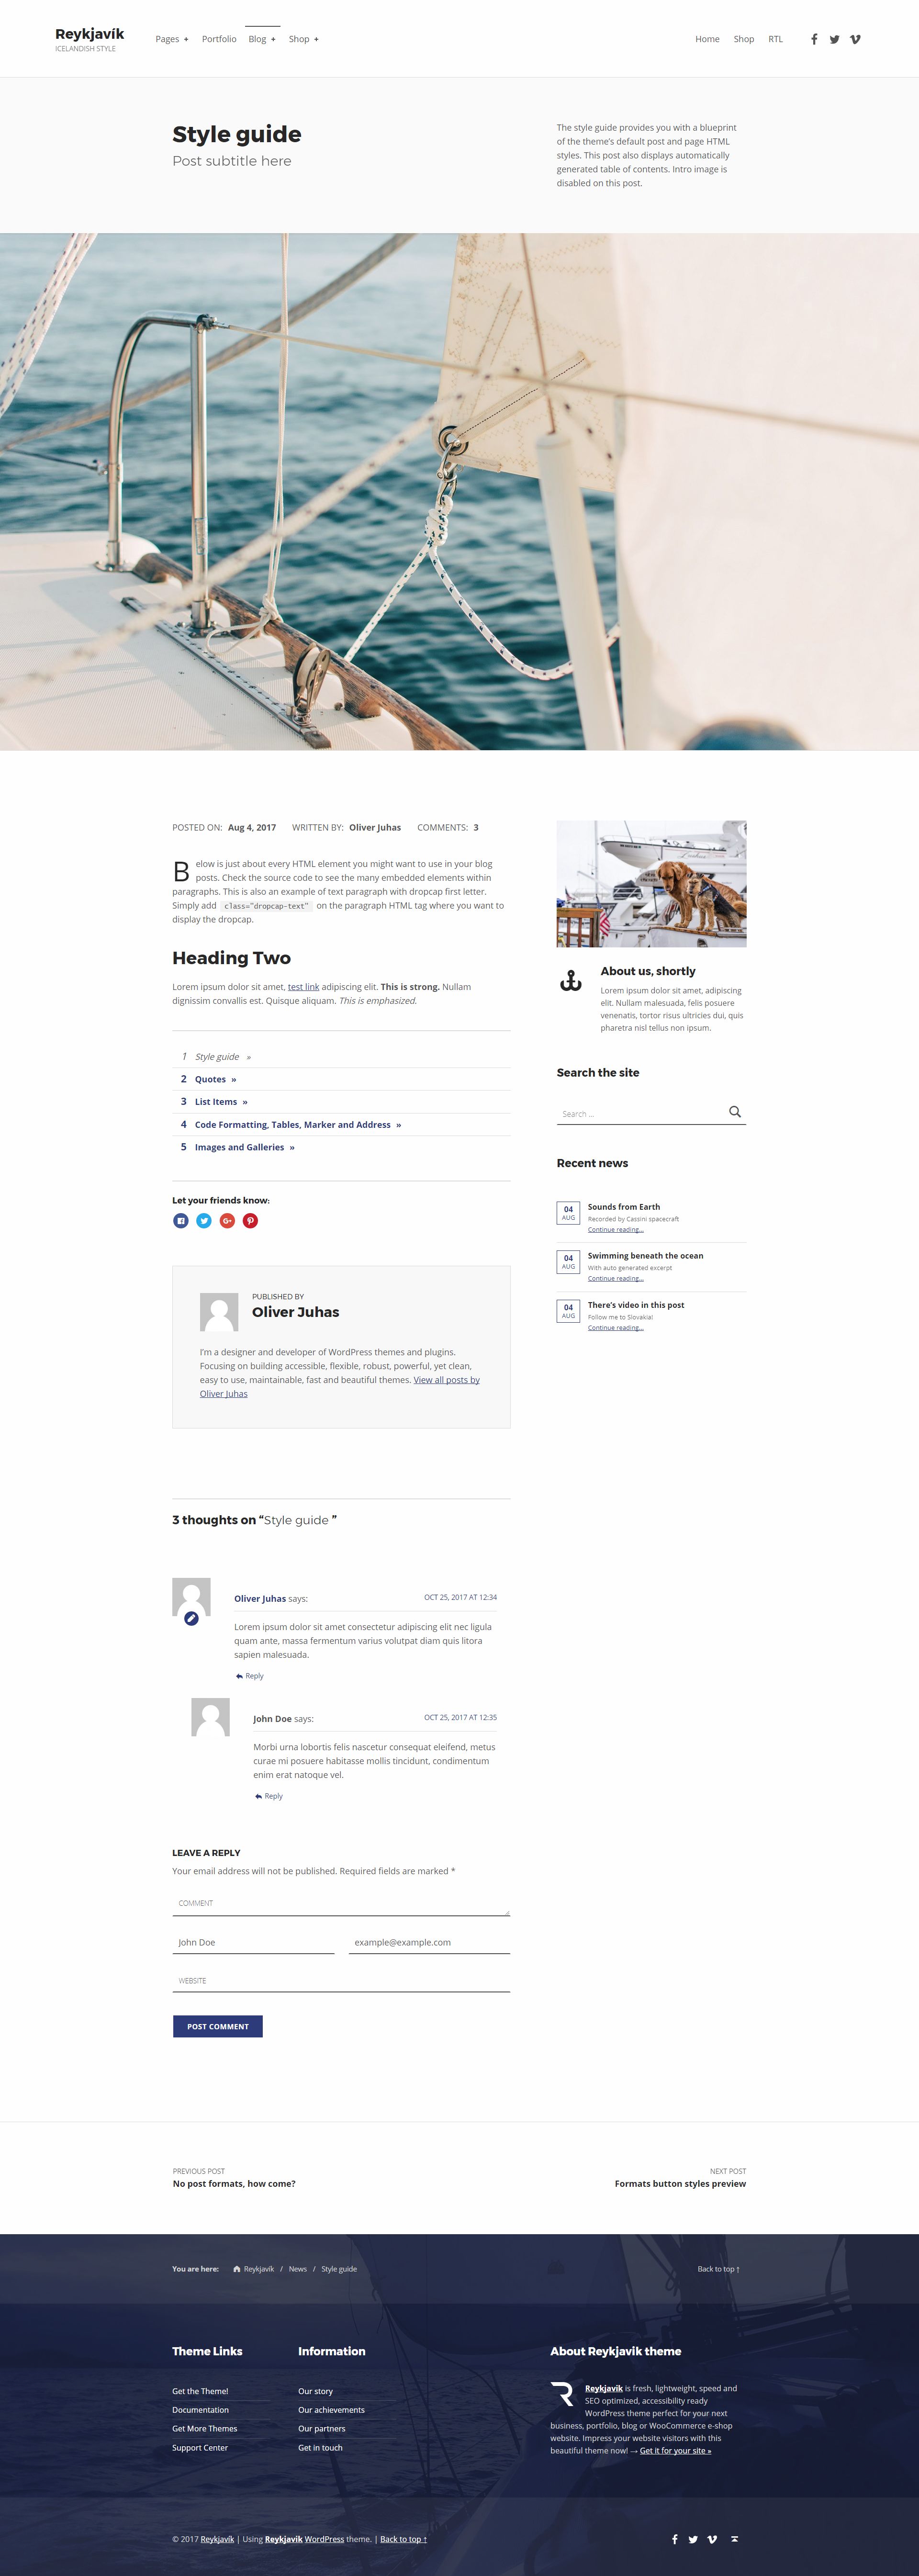 Reykjavík
ICELANDISH STYLE
Pages +
Portfolio
Blog +
Shop +
Home
Shop
RTL
Style guide
Post subtitle here
The style guide provides you with a blueprint
of the theme's default post and page HTML
styles. This post also displays automatically
generated table of contents. Intro image is
disabled on this post.
POSTED ON: Aug 4, 2017 WRITTEN BY: Oliver Juhas COMMENTS: 3
Below is just about every HTML element you might want to use in your blog
posts. Check the source code to see the many embedded elements within
paragraphs. This is also an example of text paragraph with dropcap first letter.
Simply add class="dropcap-text" on the paragraph HTML tag where you want to
display the dropcap.
Heading Two
Lorem ipsum dolor sit amet, test link adipiscing elit. This is strong. Nullam
dignissim convallis est. Quisque aliquam. This is emphasized.
1 Style guide »
2 Quotes »
3 List Items »
4 Code Formatting, Tables, Marker and Address »
5 Images and Galleries »
Let your friends know:
PUBLISHED BY
Oliver Juhas
I'm a designer and developer of WordPress themes and plugins.
Focusing on building accessible, flexible, robust, powerful, yet clean,
easy to use, maintainable, fast and beautiful themes. View all posts by
Oliver Juhas
3 thoughts on “Style guide ”
Oliver Juhas says:
OCT 25, 2017 AT 12:34
Lorem ipsum dolor sit amet consectetur adipiscing elit nec ligula
quam ante, massa fermentum varius volutpat diam quis litora
sapien malesuada.
Reply
John Doe says:
OCT 25, 2017 AT 12:35
Morbi urna lobortis felis nascetur consequat eleifend, metus
curae mi posuere habitasse mollis tincidunt, condimentum
enim erat natoque vel.
Reply
LEAVE A REPLY
Your email address will not be published. Required fields are marked *
COMMENT
John Doe
example@example.com
WEBSITE
POST COMMENT
About us, shortly
Lorem ipsum dolor sit amet, adipiscing
elit. Nullam malesuada, felis posuere
venenatis, tortor risus ultricies dui, quis
pharetra nisl tellus non ipsum.
Search the site
Search …
Recent news
04
AUG
Sounds from Earth
Recorded by Cassini spacecraft
Continue reading…
04
AUG
Swimming beneath the ocean
With auto generated excerpt
Continue reading…
04
AUG
There's video in this post
Follow me to Slovakia!
Continue reading…
PREVIOUS POST
No post formats, how come?
NEXT POST
Formats button styles preview
You are here: Reykjavík / News / Style guide
Back to top ↑
Theme Links
Get the Theme!
Documentation
Get More Themes
Support Center
Information
Our story
Our achievements
Our partners
Get in touch
About Reykjavik theme
Reykjavík is fresh, lightweight, speed and
SEO optimized, accessibility ready
WordPress theme perfect for your next
business, portfolio, blog or WooCommerce e-shop
website. Impress your website visitors with this
beautiful theme now! → Get it for your site »
© 2017 Reykjavík | Using Reykjavik WordPress theme. | Back to top ↑